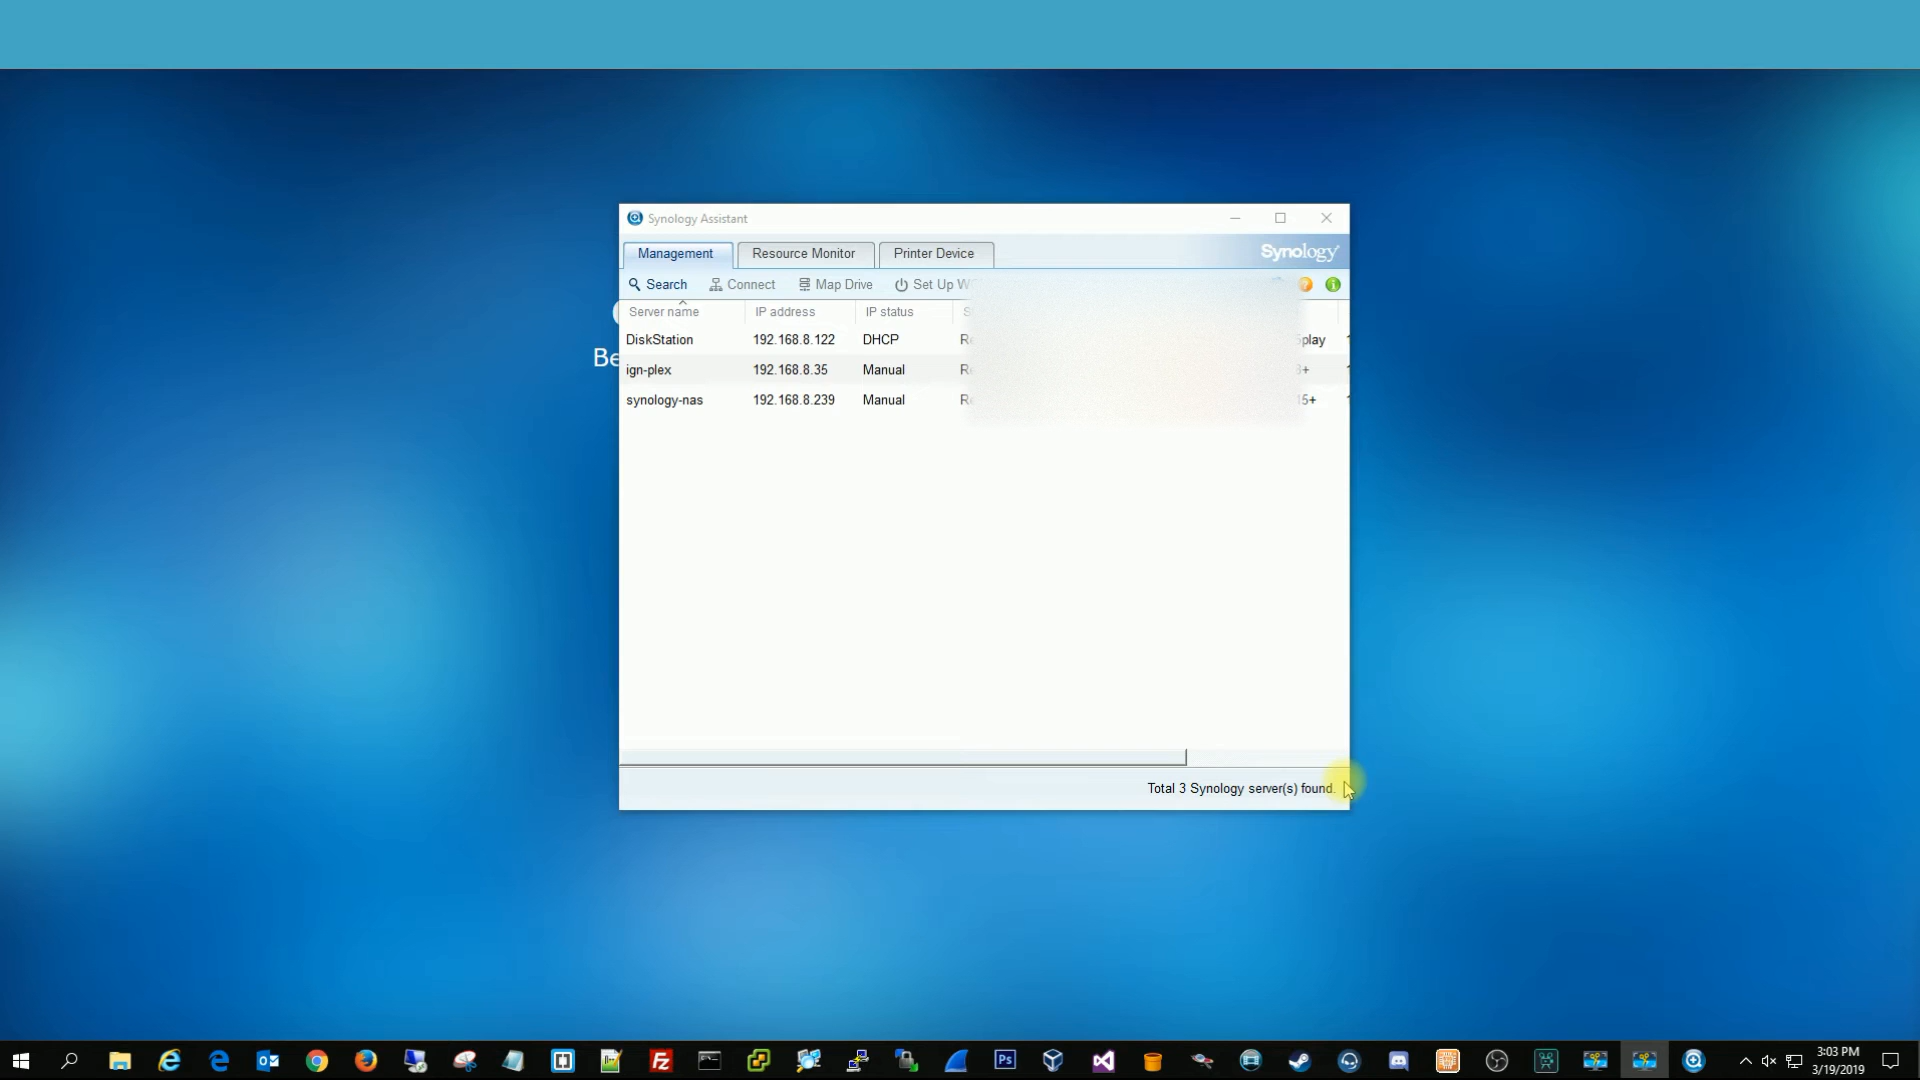 Synology Assistant
Management Resource Monitor Printer Device Synology
Search Connect Map Drive Set Up
Server name IP address IP status
DiskStation 192.168.8.122 DHCP
ign-plex 192.168.8.35 Manual
synology-nas 192.168.8.239 Manual
Total 3 Synology server(s) found.
3:03 PM
3/19/2019